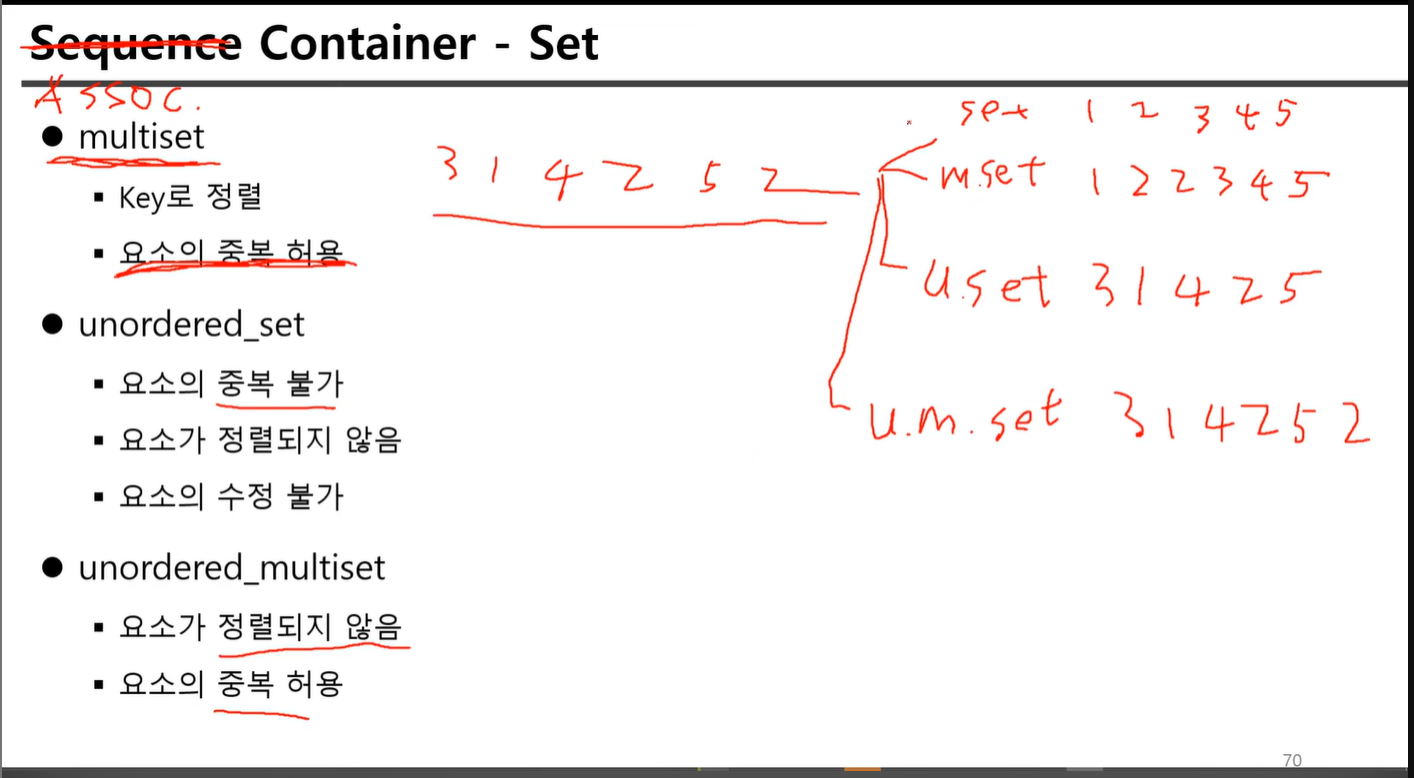 Sequence Container - Set
Assoc.
● multiset
▪ Key로 정렬
▪ 요소의 중복 허용
● unordered_set
▪ 요소의 중복 불가
▪ 요소가 정렬되지 않음
▪ 요소의 수정 불가
● unordered_multiset
▪ 요소가 정렬되지 않음
▪ 요소의 중복 허용
3 1 4 2 5 2
set 1 2 3 4 5
m.set 1 2 2 3 4 5
u.set 3 1 4 2 5
u.m.set 3 1 4 2 5 2
70